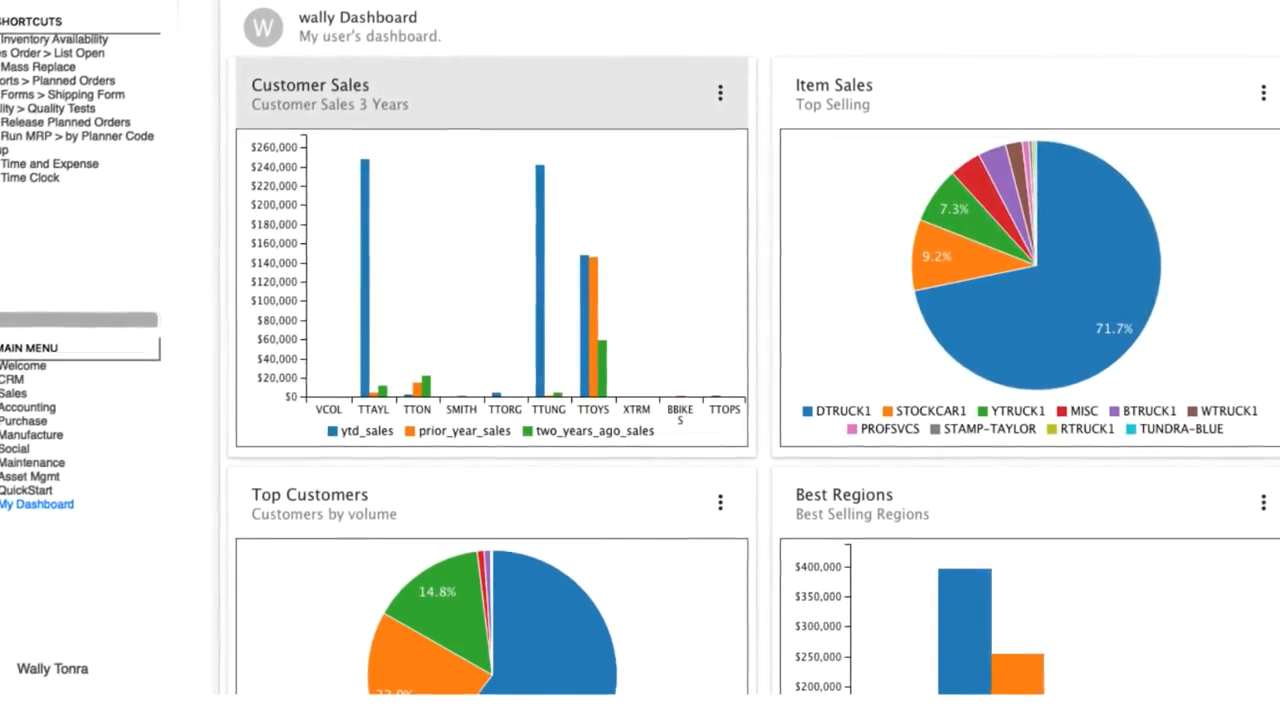 SHORTCUTS
Inventory Availability
s Order > List Open
Mass Replace
orts > Planned Orders
Forms > Shipping Form
lity > Quality Tests
Release Planned Orders
Run MRP > by Planner Code
up
Time and Expense
Time Clock
MAIN MENU
Welcome
CRM
Sales
Accounting
Purchase
Manufacture
Social
Maintenance
Asset Mgmt
QuickStart
My Dashboard
Wally Tonra
W
wally Dashboard
My user's dashboard.
Customer Sales
Customer Sales 3 Years
$260,000
$240,000
$220,000
$200,000
$180,000
$160,000
$140,000
$120,000
$100,000
$80,000
$60,000
$40,000
$20,000
$0
VCOL TTAYL TTON SMITH TTORG TTUNG TTOYS XTRM BBIKE TTOPS
S
ytd_sales prior_year_sales two_years_ago_sales
Item Sales
Top Selling
7.3%
9.2%
71.7%
DTRUCK1 STOCKCAR1 YTRUCK1 MISC BTRUCK1 WTRUCK1
PROFSVCS STAMP-TAYLOR RTRUCK1 TUNDRA-BLUE
Top Customers
Customers by volume
14.8%
Best Regions
Best Selling Regions
$400,000
$350,000
$300,000
$250,000
$200,000